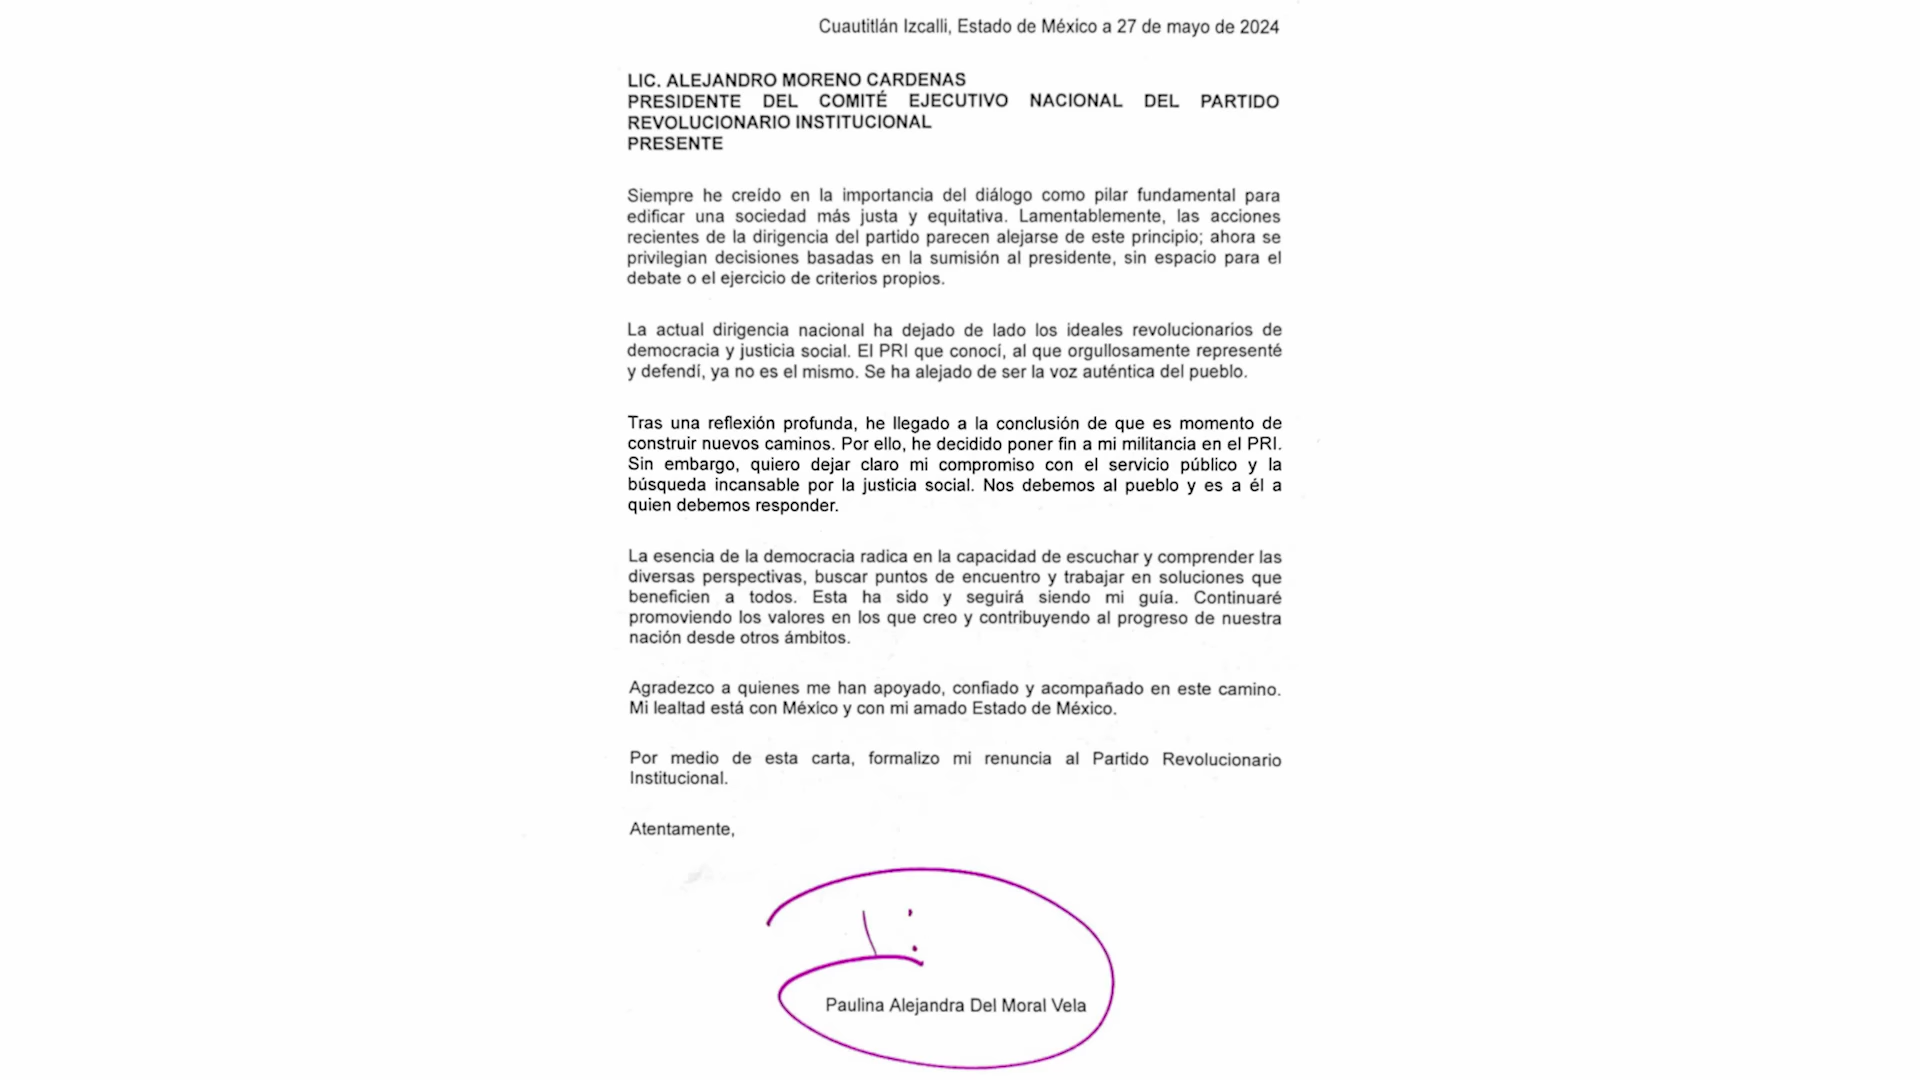 Cuautitlán Izcalli, Estado de México a 27 de mayo de 2024
LIC. ALEJANDRO MORENO CARDENAS
PRESIDENTE DEL COMITÉ EJECUTIVO NACIONAL DEL PARTIDO
REVOLUCIONARIO INSTITUCIONAL
PRESENTE
Siempre he creído en la importancia del diálogo como pilar fundamental para
edificar una sociedad más justa y equitativa. Lamentablemente, las acciones
recientes de la dirigencia del partido parecen alejarse de este principio; ahora se
privilegian decisiones basadas en la sumisión al presidente, sin espacio para el
debate o el ejercicio de criterios propios.
La actual dirigencia nacional ha dejado de lado los ideales revolucionarios de
democracia y justicia social. El PRI que conocí, al que orgullosamente representé
y defendí, ya no es el mismo. Se ha alejado de ser la voz auténtica del pueblo.
Tras una reflexión profunda, he llegado a la conclusión de que es momento de
construir nuevos caminos. Por ello, he decidido poner fin a mi militancia en el PRI.
Sin embargo, quiero dejar claro mi compromiso con el servicio público y la
búsqueda incansable por la justicia social. Nos debemos al pueblo y es a él a
quien debemos responder.
La esencia de la democracia radica en la capacidad de escuchar y comprender las
diversas perspectivas, buscar puntos de encuentro y trabajar en soluciones que
beneficien a todos. Esta ha sido y seguirá siendo mi guía. Continuaré
promoviendo los valores en los que creo y contribuyendo al progreso de nuestra
nación desde otros ámbitos.
Agradezco a quienes me han apoyado, confiado y acompañado en este camino.
Mi lealtad está con México y con mi amado Estado de México.
Por medio de esta carta, formalizo mi renuncia al Partido Revolucionario
Institucional.
Atentamente,
Paulina Alejandra Del Moral Vela